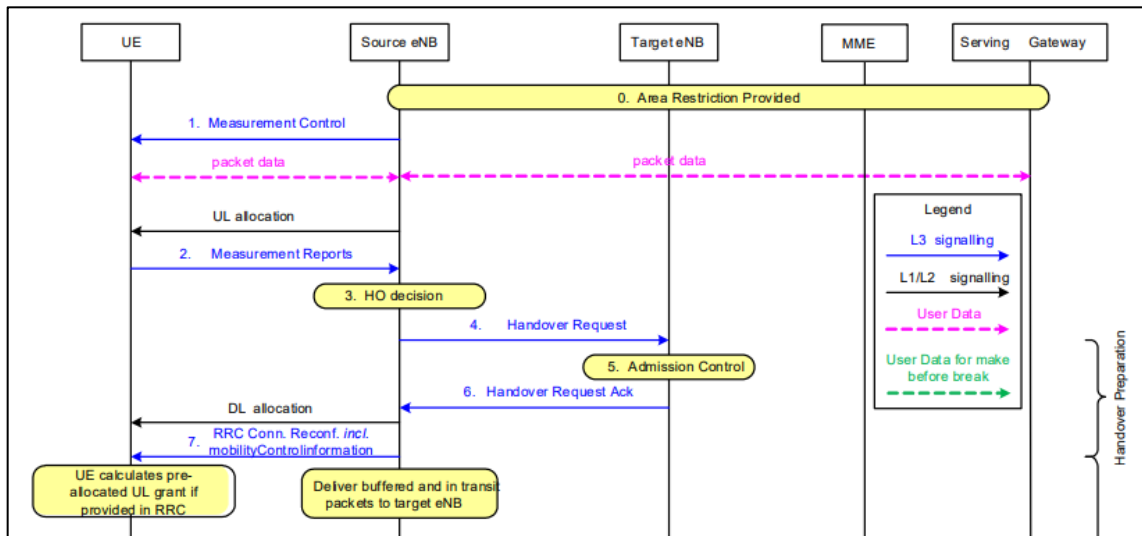 UE
Source eNB
Target eNB
MME
Serving Gateway
0. Area Restriction Provided
1. Measurement Control
packet data
packet data
UL allocation
2. Measurement Reports
3. HO decision
4. Handover Request
5. Admission Control
6. Handover Request Ack
DL allocation
7. RRC Conn. Reconf. incl.
mobilityControlinformation
UE calculates pre-
allocated UL grant if
provided in RRC
Deliver buffered and in transit
packets to target eNB
Legend
L3 signalling
L1/L2 signalling
User Data
User Data for make
before break
Handover Preparation